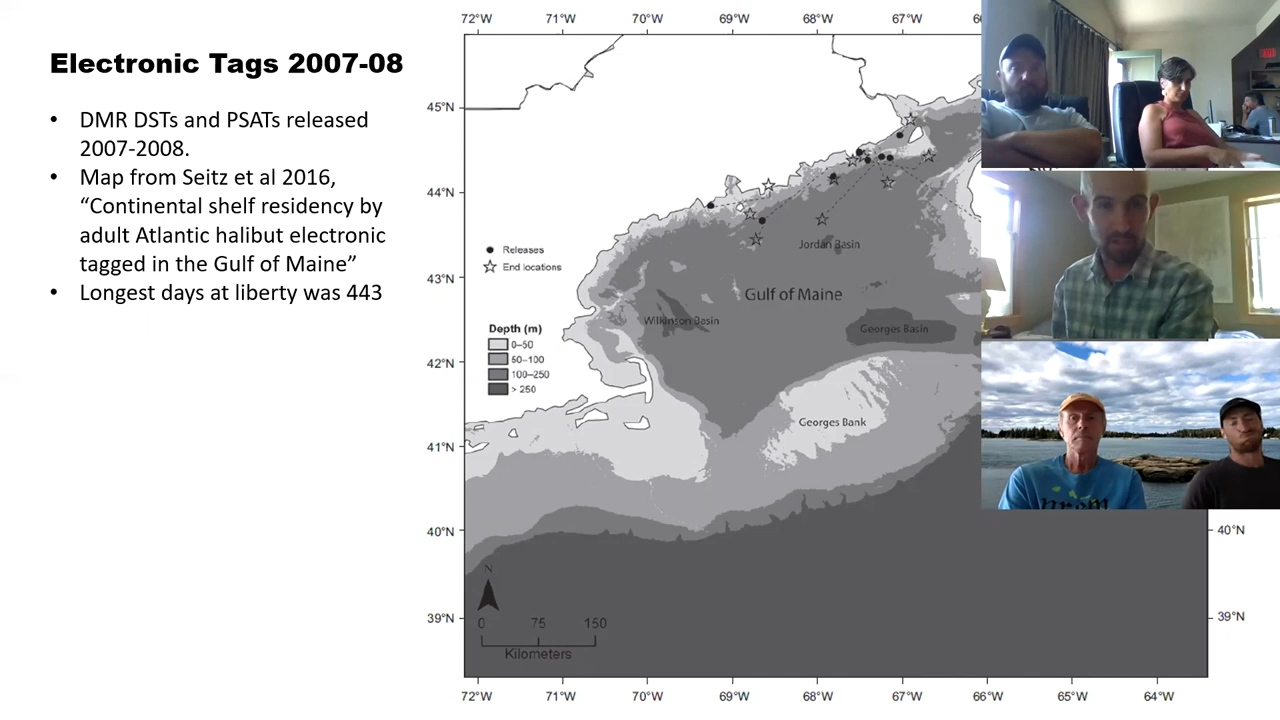 Electronic Tags 2007-08
• DMR DSTs and PSATs released
2007-2008.
• Map from Seitz et al 2016,
“Continental shelf residency by
adult Atlantic halibut electronic
tagged in the Gulf of Maine”
• Longest days at liberty was 443
72°W 71°W 70°W 69°W 68°W 67°W
45°N
44°N
43°N
42°N
41°N
40°N
39°N
Releases
End locations
Jordan Basin
Gulf of Maine
Wilkinson Basin
Georges Basin
Georges Bank
Depth (m)
0–50
50–100
100–250
> 250
N
0 75 150
Kilometers
40°N
39°N
72°W 71°W 70°W 69°W 68°W 67°W 66°W 65°W 64°W